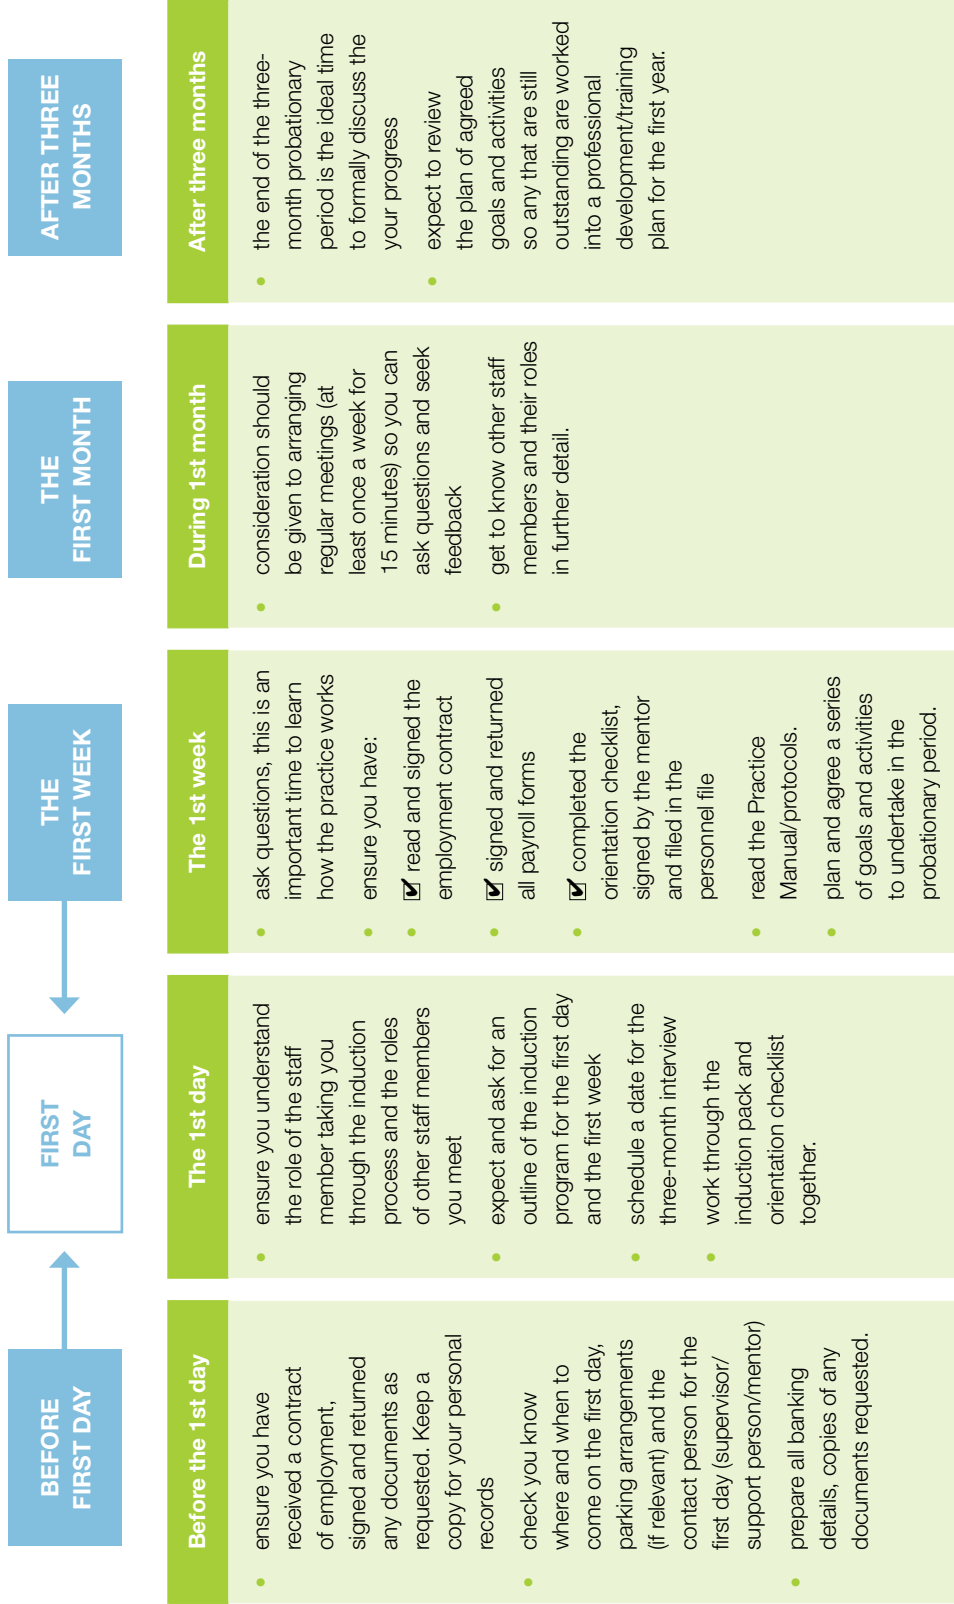 BEFORE
FIRST DAY
FIRST
DAY
THE
FIRST WEEK
THE
FIRST MONTH
AFTER THREE
MONTHS
Before the 1st day
• ensure you have
received a contract
of employment,
signed and returned
any documents as
requested. Keep a
copy for your personal
records
• check you know
where and when to
come on the first day,
parking arrangements
(if relevant) and the
contact person for the
first day (supervisor/
support person/mentor)
• prepare all banking
details, copies of any
documents requested.
The 1st day
• ensure you understand
the role of the staff
member taking you
through the induction
process and the roles
of other staff members
you meet
• expect and ask for an
outline of the induction
program for the first day
and the first week
• schedule a date for the
three-month interview
• work through the
induction pack and
orientation checklist
together.
The 1st week
• ask questions, this is an
important time to learn
how the practice works
• ensure you have:
• ☑ read and signed the
employment contract
• ☑ signed and returned
all payroll forms
• ☑ completed the
orientation checklist,
signed by the mentor
and filed in the
personnel file
• read the Practice
Manual/protocols.
• plan and agree a series
of goals and activities
to undertake in the
probationary period.
During 1st month
• consideration should
be given to arranging
regular meetings (at
least once a week for
15 minutes) so you can
ask questions and seek
feedback
• get to know other staff
members and their roles
in further detail.
After three months
• the end of the three-
month probationary
period is the ideal time
to formally discuss the
your progress
• expect to review
the plan of agreed
goals and activities
so any that are still
outstanding are worked
into a professional
development/training
plan for the first year.